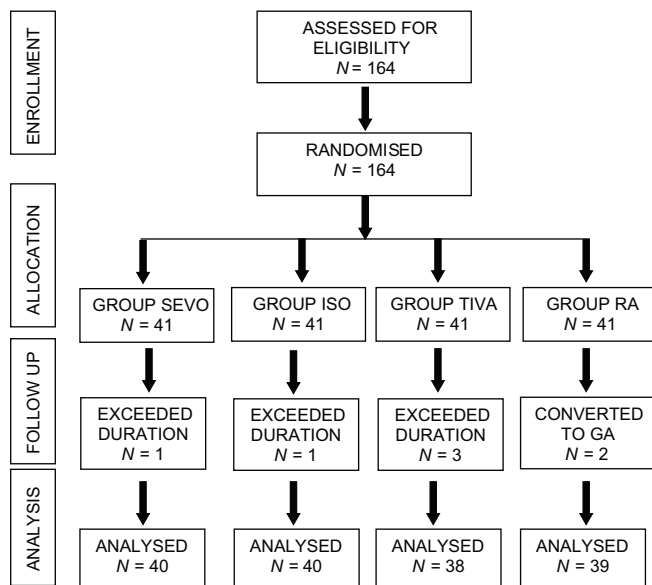 ENROLLMENT
ASSESSED FOR
ELIGIBILITY
N = 164
RANDOMISED
N = 164
ALLOCATION
GROUP SEVO
N = 41
GROUP ISO
N = 41
GROUP TIVA
N = 41
GROUP RA
N = 41
FOLLOW UP
EXCEEDED
DURATION
N = 1
EXCEEDED
DURATION
N = 1
EXCEEDED
DURATION
N = 3
CONVERTED
TO GA
N = 2
ANALYSIS
ANALYSED
N = 40
ANALYSED
N = 40
ANALYSED
N = 38
ANALYSED
N = 39